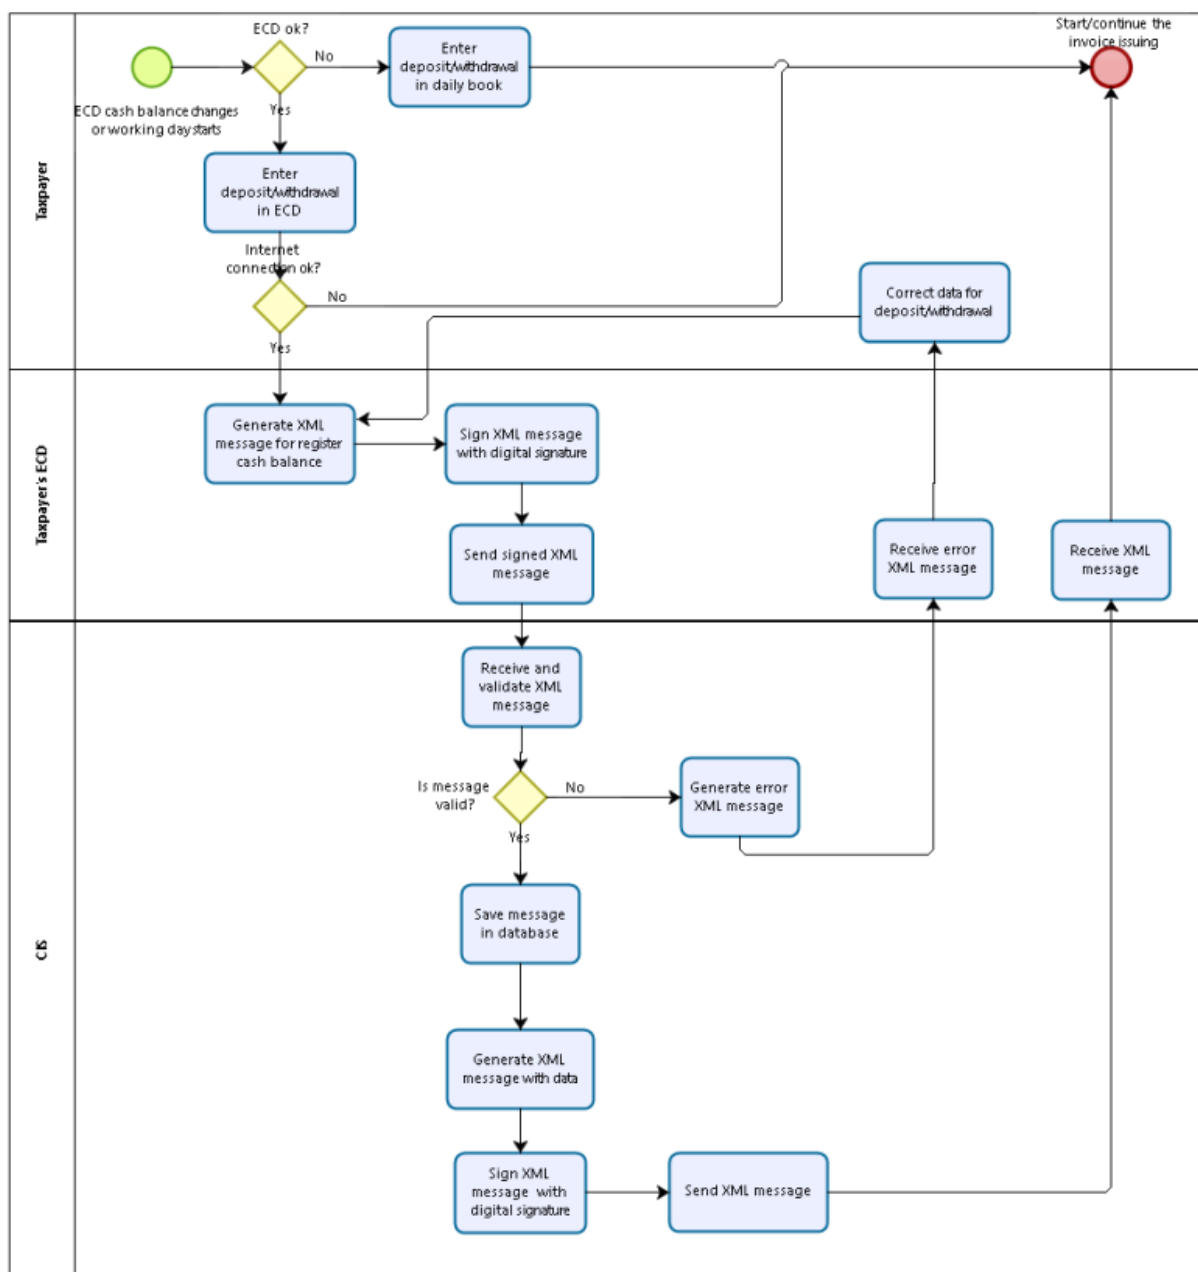 ECD ok?
Start/continue the
invoice issuing
No
Enter
deposit/withdrawal
in daily book
ECD cash balance changes
or working day starts
Yes
Taxpayer
Enter
deposit/withdrawal
in ECD
Internet
connection ok?
No
Correct data for
deposit/withdrawal
Yes
Taxpayer's ECD
Generate XML
message for register
cash balance
Sign XML message
with digital signature
Send signed XML
message
Receive error
XML message
Receive XML
message
CIS
Receive and
validate XML
message
Is message
valid?
No
Generate error
XML message
Yes
Save message
in database
Generate XML
message with data
Sign XML
message with
digital signature
Send XML message